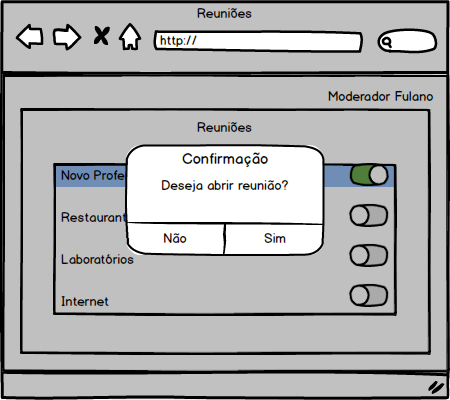 Reuniões
http://
Moderador Fulano
Reuniões
Confirmação
Deseja abrir reunião?
Não
Sim
Novo Profe
Restaurant
Laboratórios
Internet